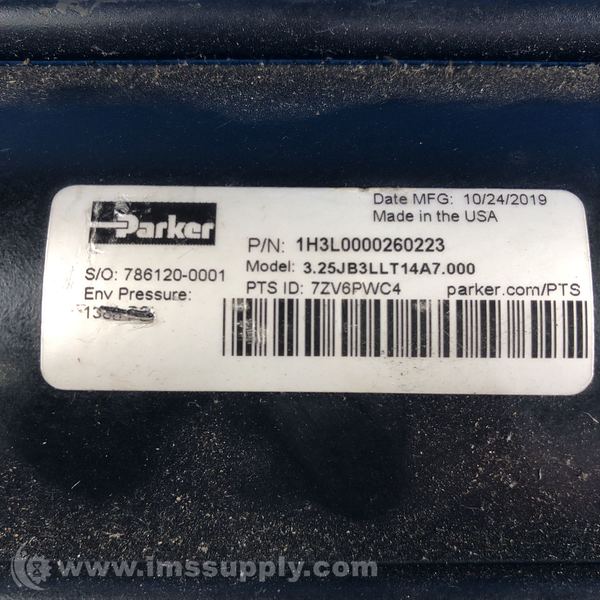 Parker
Date MFG: 10/24/2019
Made in the USA
P/N: 1H3L0000260223
S/O: 786120-0001
Model: 3.25JB3LLT14A7.000
Env Pressure:
PTS ID: 7ZV6PWC4
parker.com/PTS
www.imssupply.com